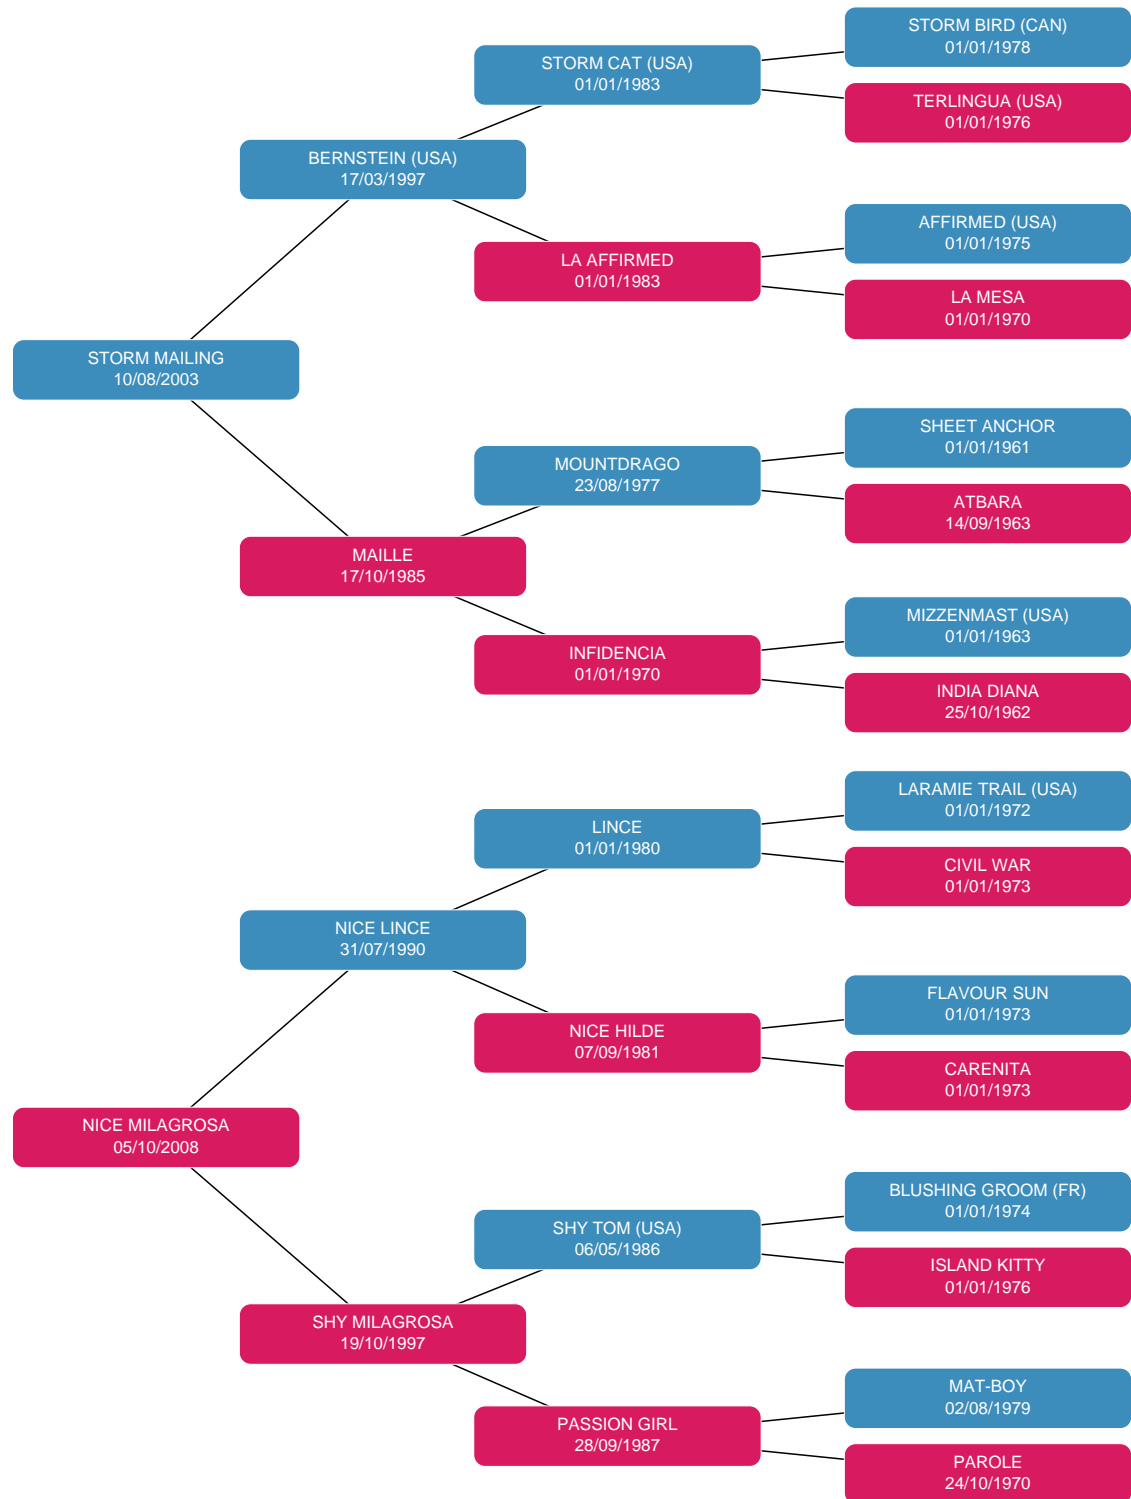 STORM BIRD (CAN)
01/01/1978
STORM CAT (USA)
01/01/1983
TERLINGUA (USA)
01/01/1976
BERNSTEIN (USA)
17/03/1997
AFFIRMED (USA)
01/01/1975
LA AFFIRMED
01/01/1983
LA MESA
01/01/1970
STORM MAILING
10/08/2003
SHEET ANCHOR
01/01/1961
MOUNTDRAGO
23/08/1977
ATBARA
14/09/1963
MAILLE
17/10/1985
MIZZENMAST (USA)
01/01/1963
INFIDENCIA
01/01/1970
INDIA DIANA
25/10/1962
LARAMIE TRAIL (USA)
01/01/1972
LINCE
01/01/1980
CIVIL WAR
01/01/1973
NICE LINCE
31/07/1990
FLAVOUR SUN
01/01/1973
NICE HILDE
07/09/1981
CARENITA
01/01/1973
NICE MILAGROSA
05/10/2008
BLUSHING GROOM (FR)
01/01/1974
SHY TOM (USA)
06/05/1986
ISLAND KITTY
01/01/1976
SHY MILAGROSA
19/10/1997
MAT-BOY
02/08/1979
PASSION GIRL
28/09/1987
PAROLE
24/10/1970